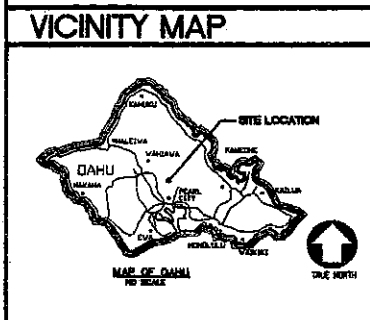 VICINITY MAP
KAHUKU
SITE LOCATION
HALEIWA
WAHIAWA
KANEOHE
OAHU
MAKAHA
PEARL
CITY
KAILUA
EWA
HONOLULU
WAIKIKI
MAP OF OAHU
NO SCALE
TRUE NORTH